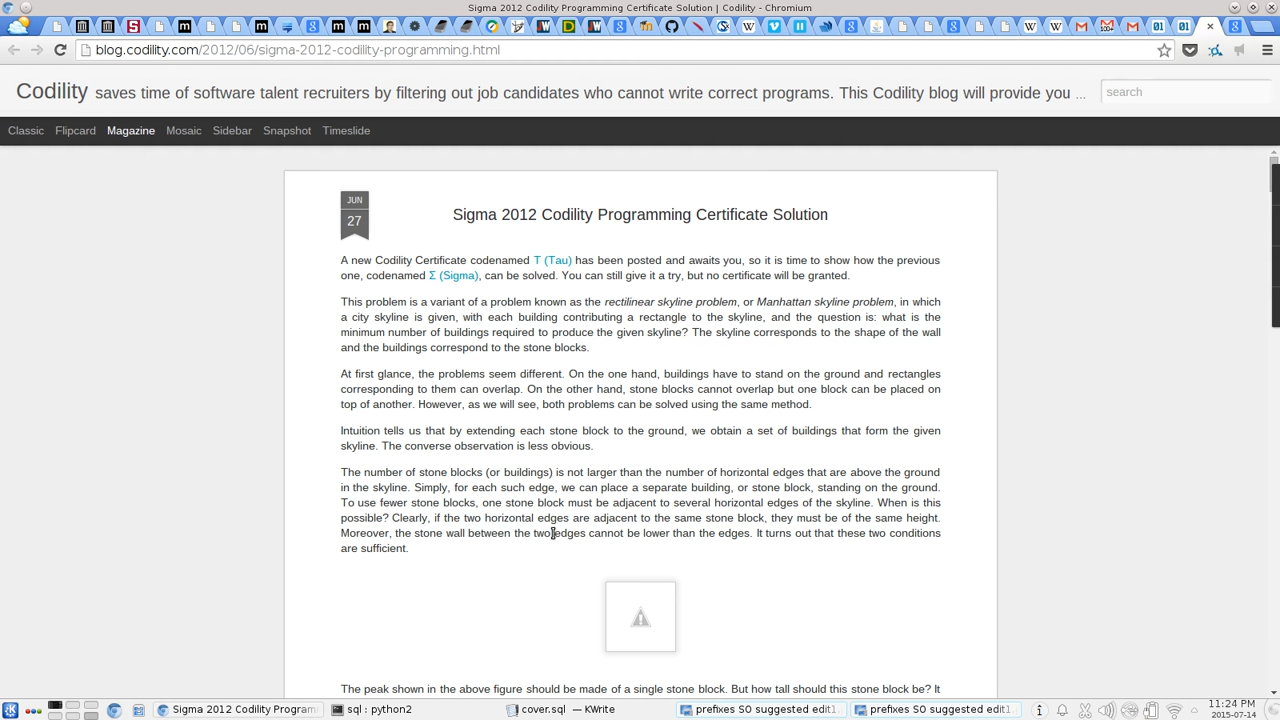 Sigma 2012 Codility Programming Certificate Solution | Codility - Chromium
blog.codility.com/2012/06/sigma-2012-codility-programming.html
Codility saves time of software talent recruiters by filtering out job candidates who cannot write correct programs. This Codility blog will provide you ...
search
Classic Flipcard Magazine Mosaic Sidebar Snapshot Timeslide
JUN
27
Sigma 2012 Codility Programming Certificate Solution
A new Codility Certificate codenamed T (Tau) has been posted and awaits you, so it is time to show how the previous
one, codenamed Σ (Sigma), can be solved. You can still give it a try, but no certificate will be granted.
This problem is a variant of a problem known as the rectilinear skyline problem, or Manhattan skyline problem, in which
a city skyline is given, with each building contributing a rectangle to the skyline, and the question is: what is the
minimum number of buildings required to produce the given skyline? The skyline corresponds to the shape of the wall
and the buildings correspond to the stone blocks.
At first glance, the problems seem different. On the one hand, buildings have to stand on the ground and rectangles
corresponding to them can overlap. On the other hand, stone blocks cannot overlap but one block can be placed on
top of another. However, as we will see, both problems can be solved using the same method.
Intuition tells us that by extending each stone block to the ground, we obtain a set of buildings that form the given
skyline. The converse observation is less obvious.
The number of stone blocks (or buildings) is not larger than the number of horizontal edges that are above the ground
in the skyline. Simply, for each such edge, we can place a separate building, or stone block, standing on the ground.
To use fewer stone blocks, one stone block must be adjacent to several horizontal edges of the skyline. When is this
possible? Clearly, if the two horizontal edges are adjacent to the same stone block, they must be of the same height.
Moreover, the stone wall between the two edges cannot be lower than the edges. It turns out that these two conditions
are sufficient.
The peak shown in the above figure should be made of a single stone block. But how tall should this stone block be? It
Sigma 2012 Codility Program
sql : python2
cover.sql — KWrite
prefixes SO suggested edit1.
prefixes SO suggested edit1.
11:24 PM
2015-07-14